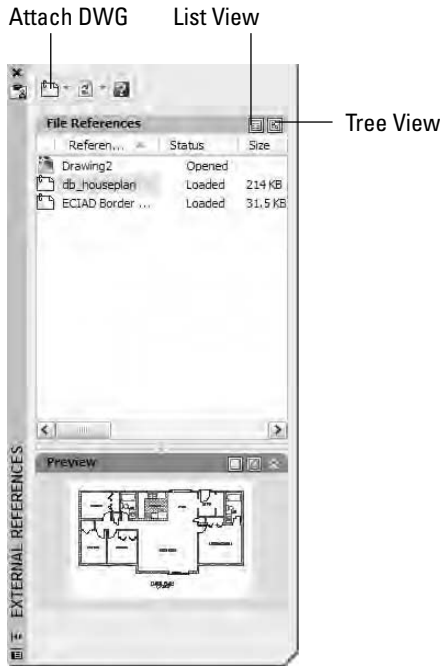 Attach DWG List View
File References
Tree View
Referen... Status Size
Drawing2 Opened
db_houseplan Loaded 214 KB
ECIAD Border ... Loaded 31.5 KB
Preview
EXTERNAL REFERENCES